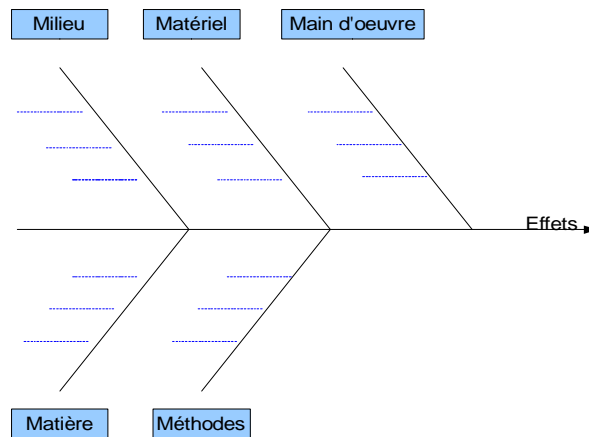 Milieu
Matériel
Main d'oeuvre
Effets
Matière
Méthodes